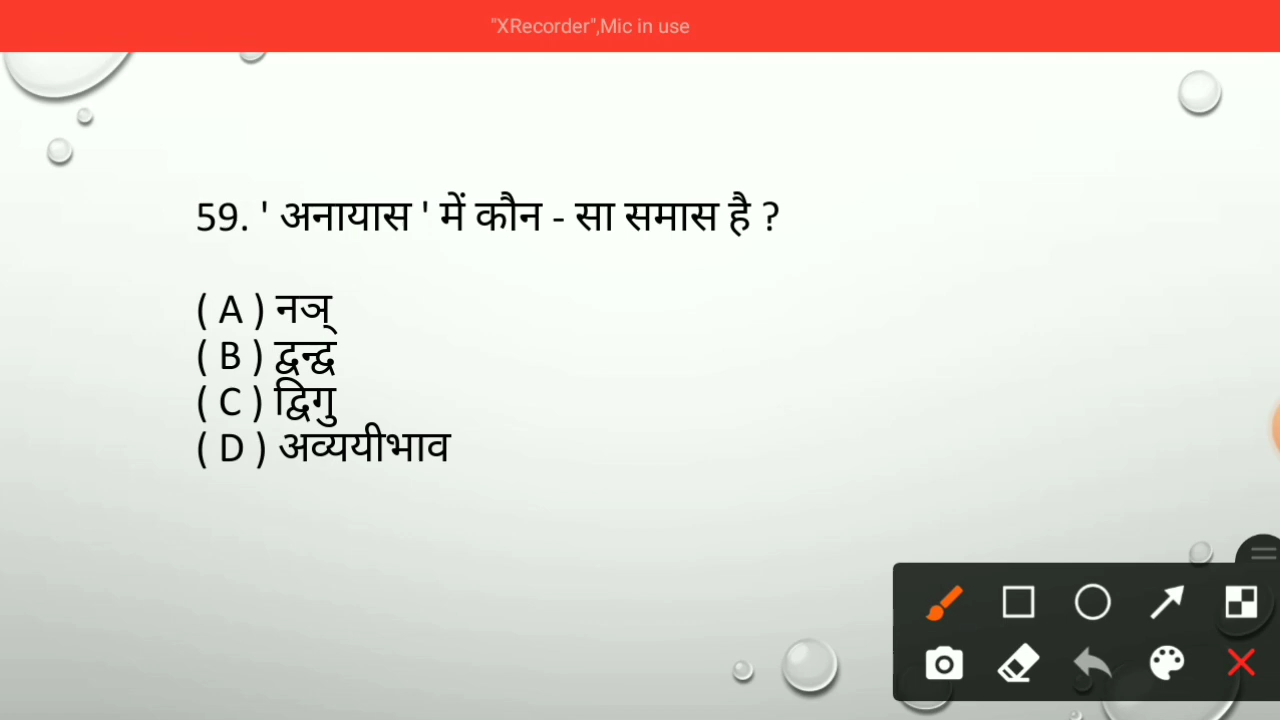 "XRecorder",Mic in use
59. ' अनायास ' में कौन - सा समास है ?
( A ) नञ्
( B ) द्वन्द्व
( C ) द्विगु
( D ) अव्ययीभाव